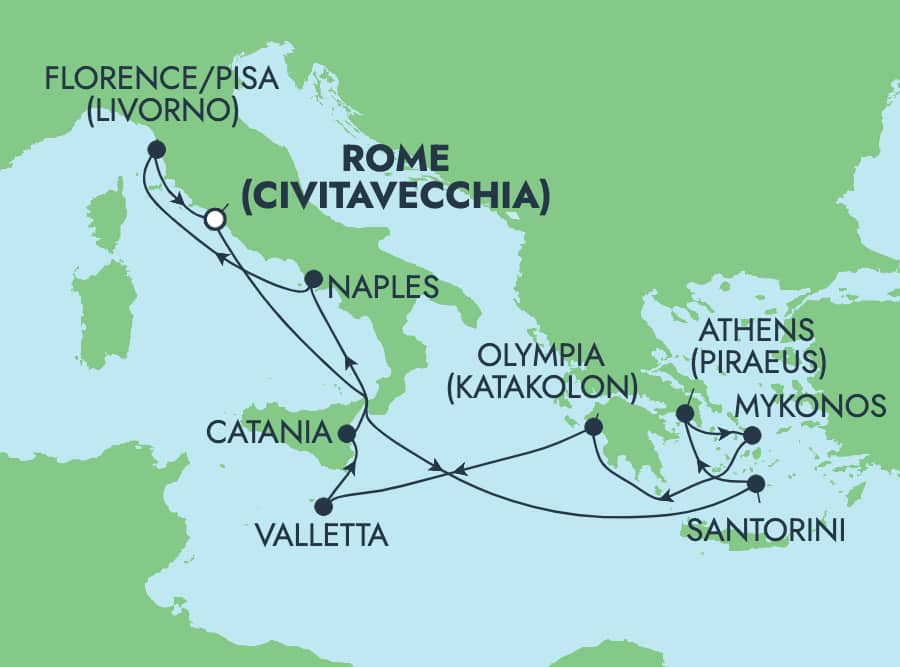 FLORENCE/PISA
(LIVORNO)
ROME
(CIVITAVECCHIA)
NAPLES
ATHENS
(PIRAEUS)
OLYMPIA
(KATAKOLON)
MYKONOS
CATANIA
VALLETTA
SANTORINI